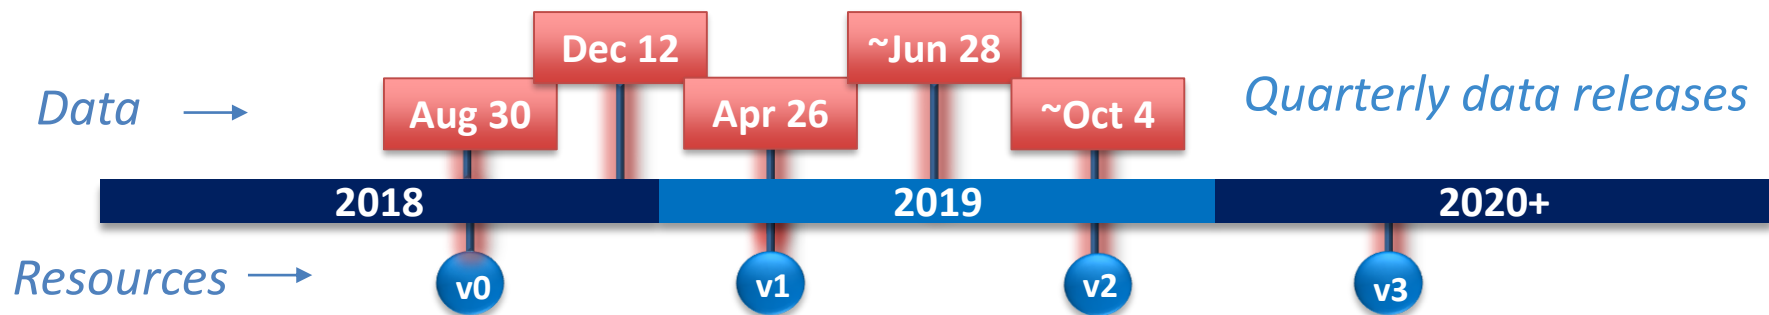 Data
Aug 30
Dec 12
Apr 26
~Jun 28
~Oct 4
Quarterly data releases
2018
2019
2020+
Resources
v0
v1
v2
v3